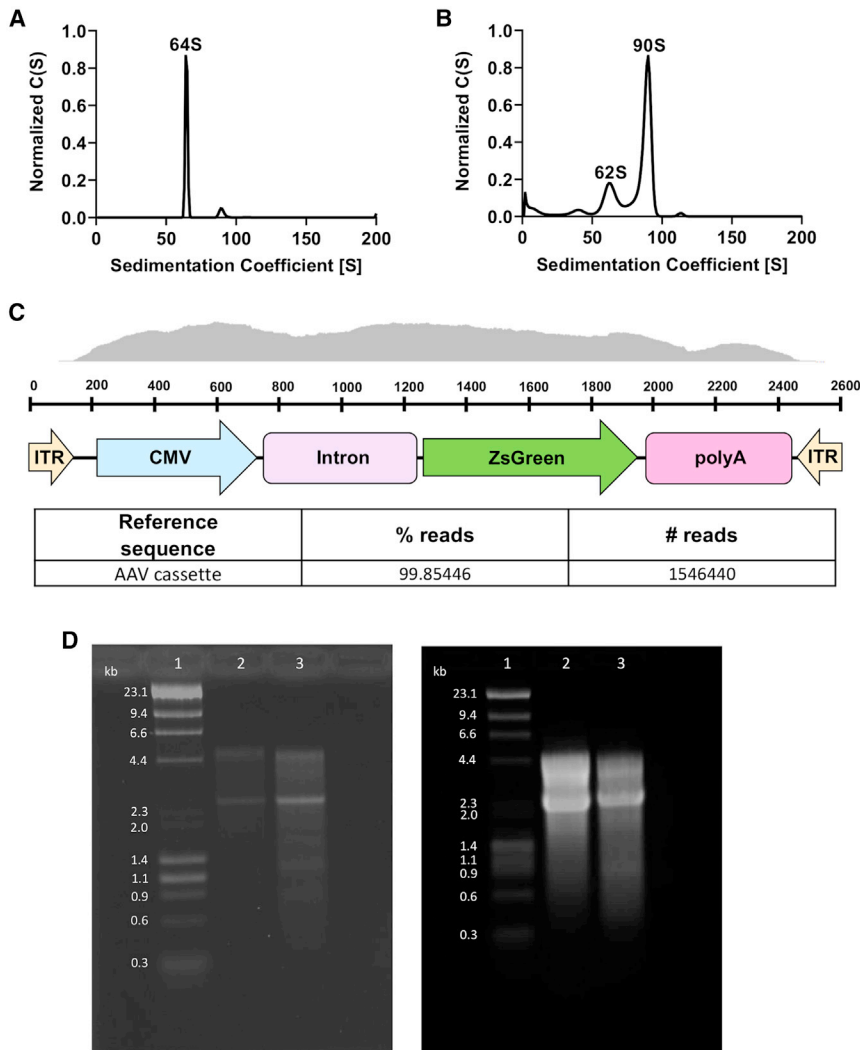 A
64S
1.0
0.8
0.6
0.4
0.2
0.0
Normalized C(S)
0 50 100 150 200
Sedimentation Coefficient [S]
B
90S
62S
1.0
0.8
0.6
0.4
0.2
0.0
Normalized C(S)
0 50 100 150 200
Sedimentation Coefficient [S]
C
0 200 400 600 800 1000 1200 1400 1600 1800 2000 2200 2400 2600
ITR CMV Intron ZsGreen polyA ITR
Reference
sequence
% reads
# reads
AAV cassette 99.85446 1546440
D
kb 1 2 3
23.1
9.4
6.6
4.4
2.3
2.0
1.4
1.1
0.9
0.6
0.3
kb 1 2 3
23.1
9.4
6.6
4.4
2.3
2.0
1.4
1.1
0.9
0.6
0.3